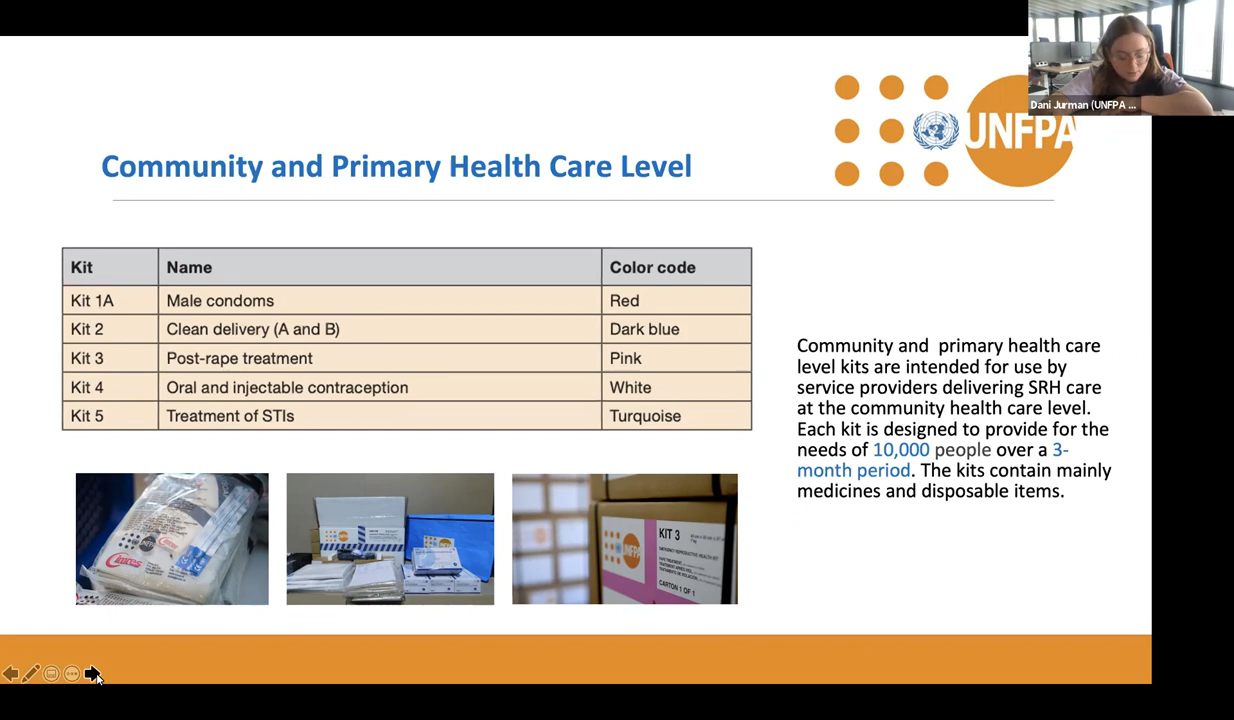 Dani Jurman (UNFPA ...
UNFPA
Community and Primary Health Care Level
Kit Name Color code
Kit 1A Male condoms Red
Kit 2 Clean delivery (A and B) Dark blue
Kit 3 Post-rape treatment Pink
Kit 4 Oral and injectable contraception White
Kit 5 Treatment of STIs Turquoise
Community and primary health care
level kits are intended for use by
service providers delivering SRH care
at the community health care level.
Each kit is designed to provide for the
needs of 10,000 people over a 3-
month period. The kits contain mainly
medicines and disposable items.
UNFPA
KIT 3
EMERGENCY REPRODUCTIVE HEALTH KIT
CARTON 1 OF 1